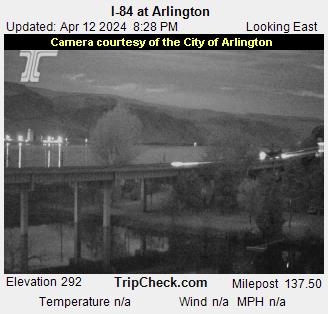 I-84 at Arlington
Updated: Apr 12 2024 8:28 PM Looking East
Camera courtesy of the City of Arlington
Elevation 292 TripCheck.com Milepost 137.50
Temperature n/a Wind n/a MPH n/a